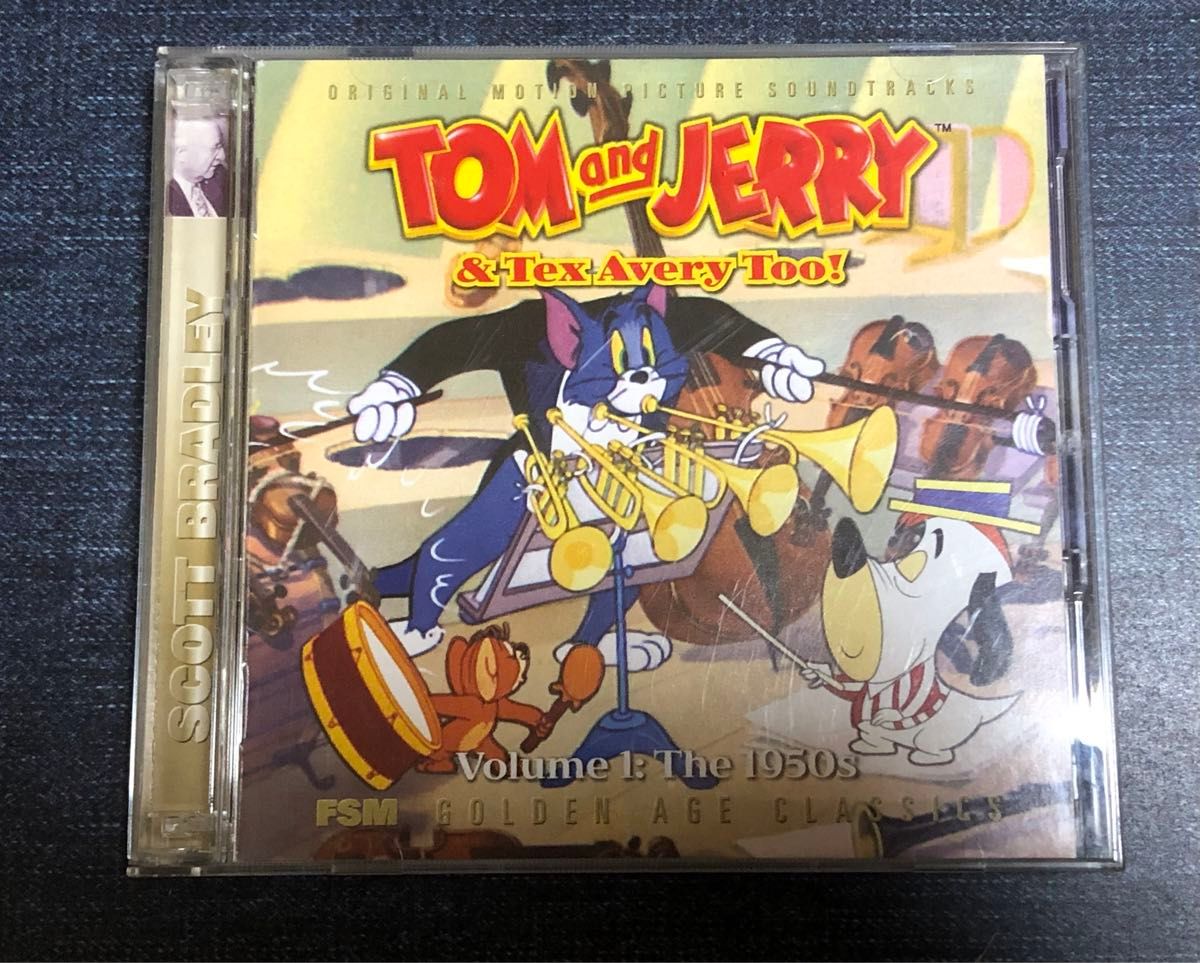 ORIGINAL MOTION PICTURE SOUNDTRACKS
TOM and JERRY™
& Tex Avery Too!
SCOTT BRADLEY
Volume 1: The 1950s
FSM GOLDEN AGE CLASSICS